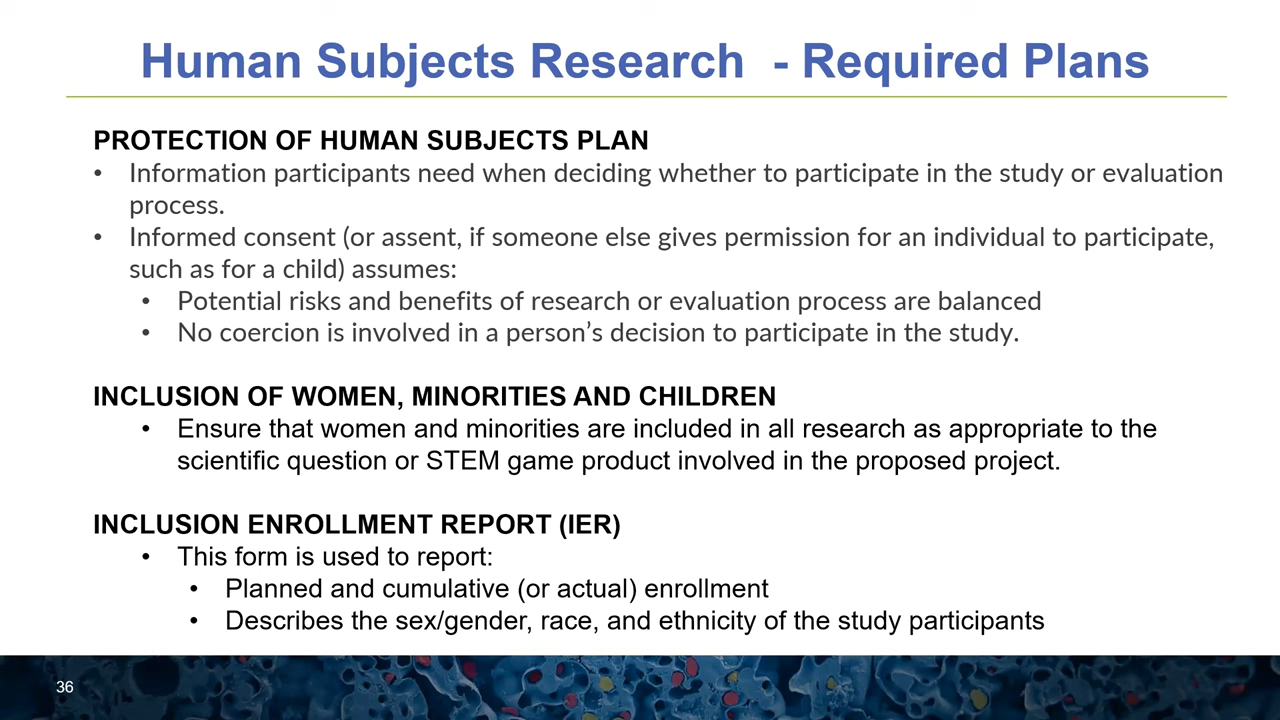 Human Subjects Research  - Required Plans
PROTECTION OF HUMAN SUBJECTS PLAN
• Information participants need when deciding whether to participate in the study or evaluation
process.
• Informed consent (or assent, if someone else gives permission for an individual to participate,
such as for a child) assumes:
• Potential risks and benefits of research or evaluation process are balanced
• No coercion is involved in a person’s decision to participate in the study.
INCLUSION OF WOMEN, MINORITIES AND CHILDREN
• Ensure that women and minorities are included in all research as appropriate to the
scientific question or STEM game product involved in the proposed project.
INCLUSION ENROLLMENT REPORT (IER)
• This form is used to report:
• Planned and cumulative (or actual) enrollment
• Describes the sex/gender, race, and ethnicity of the study participants
36